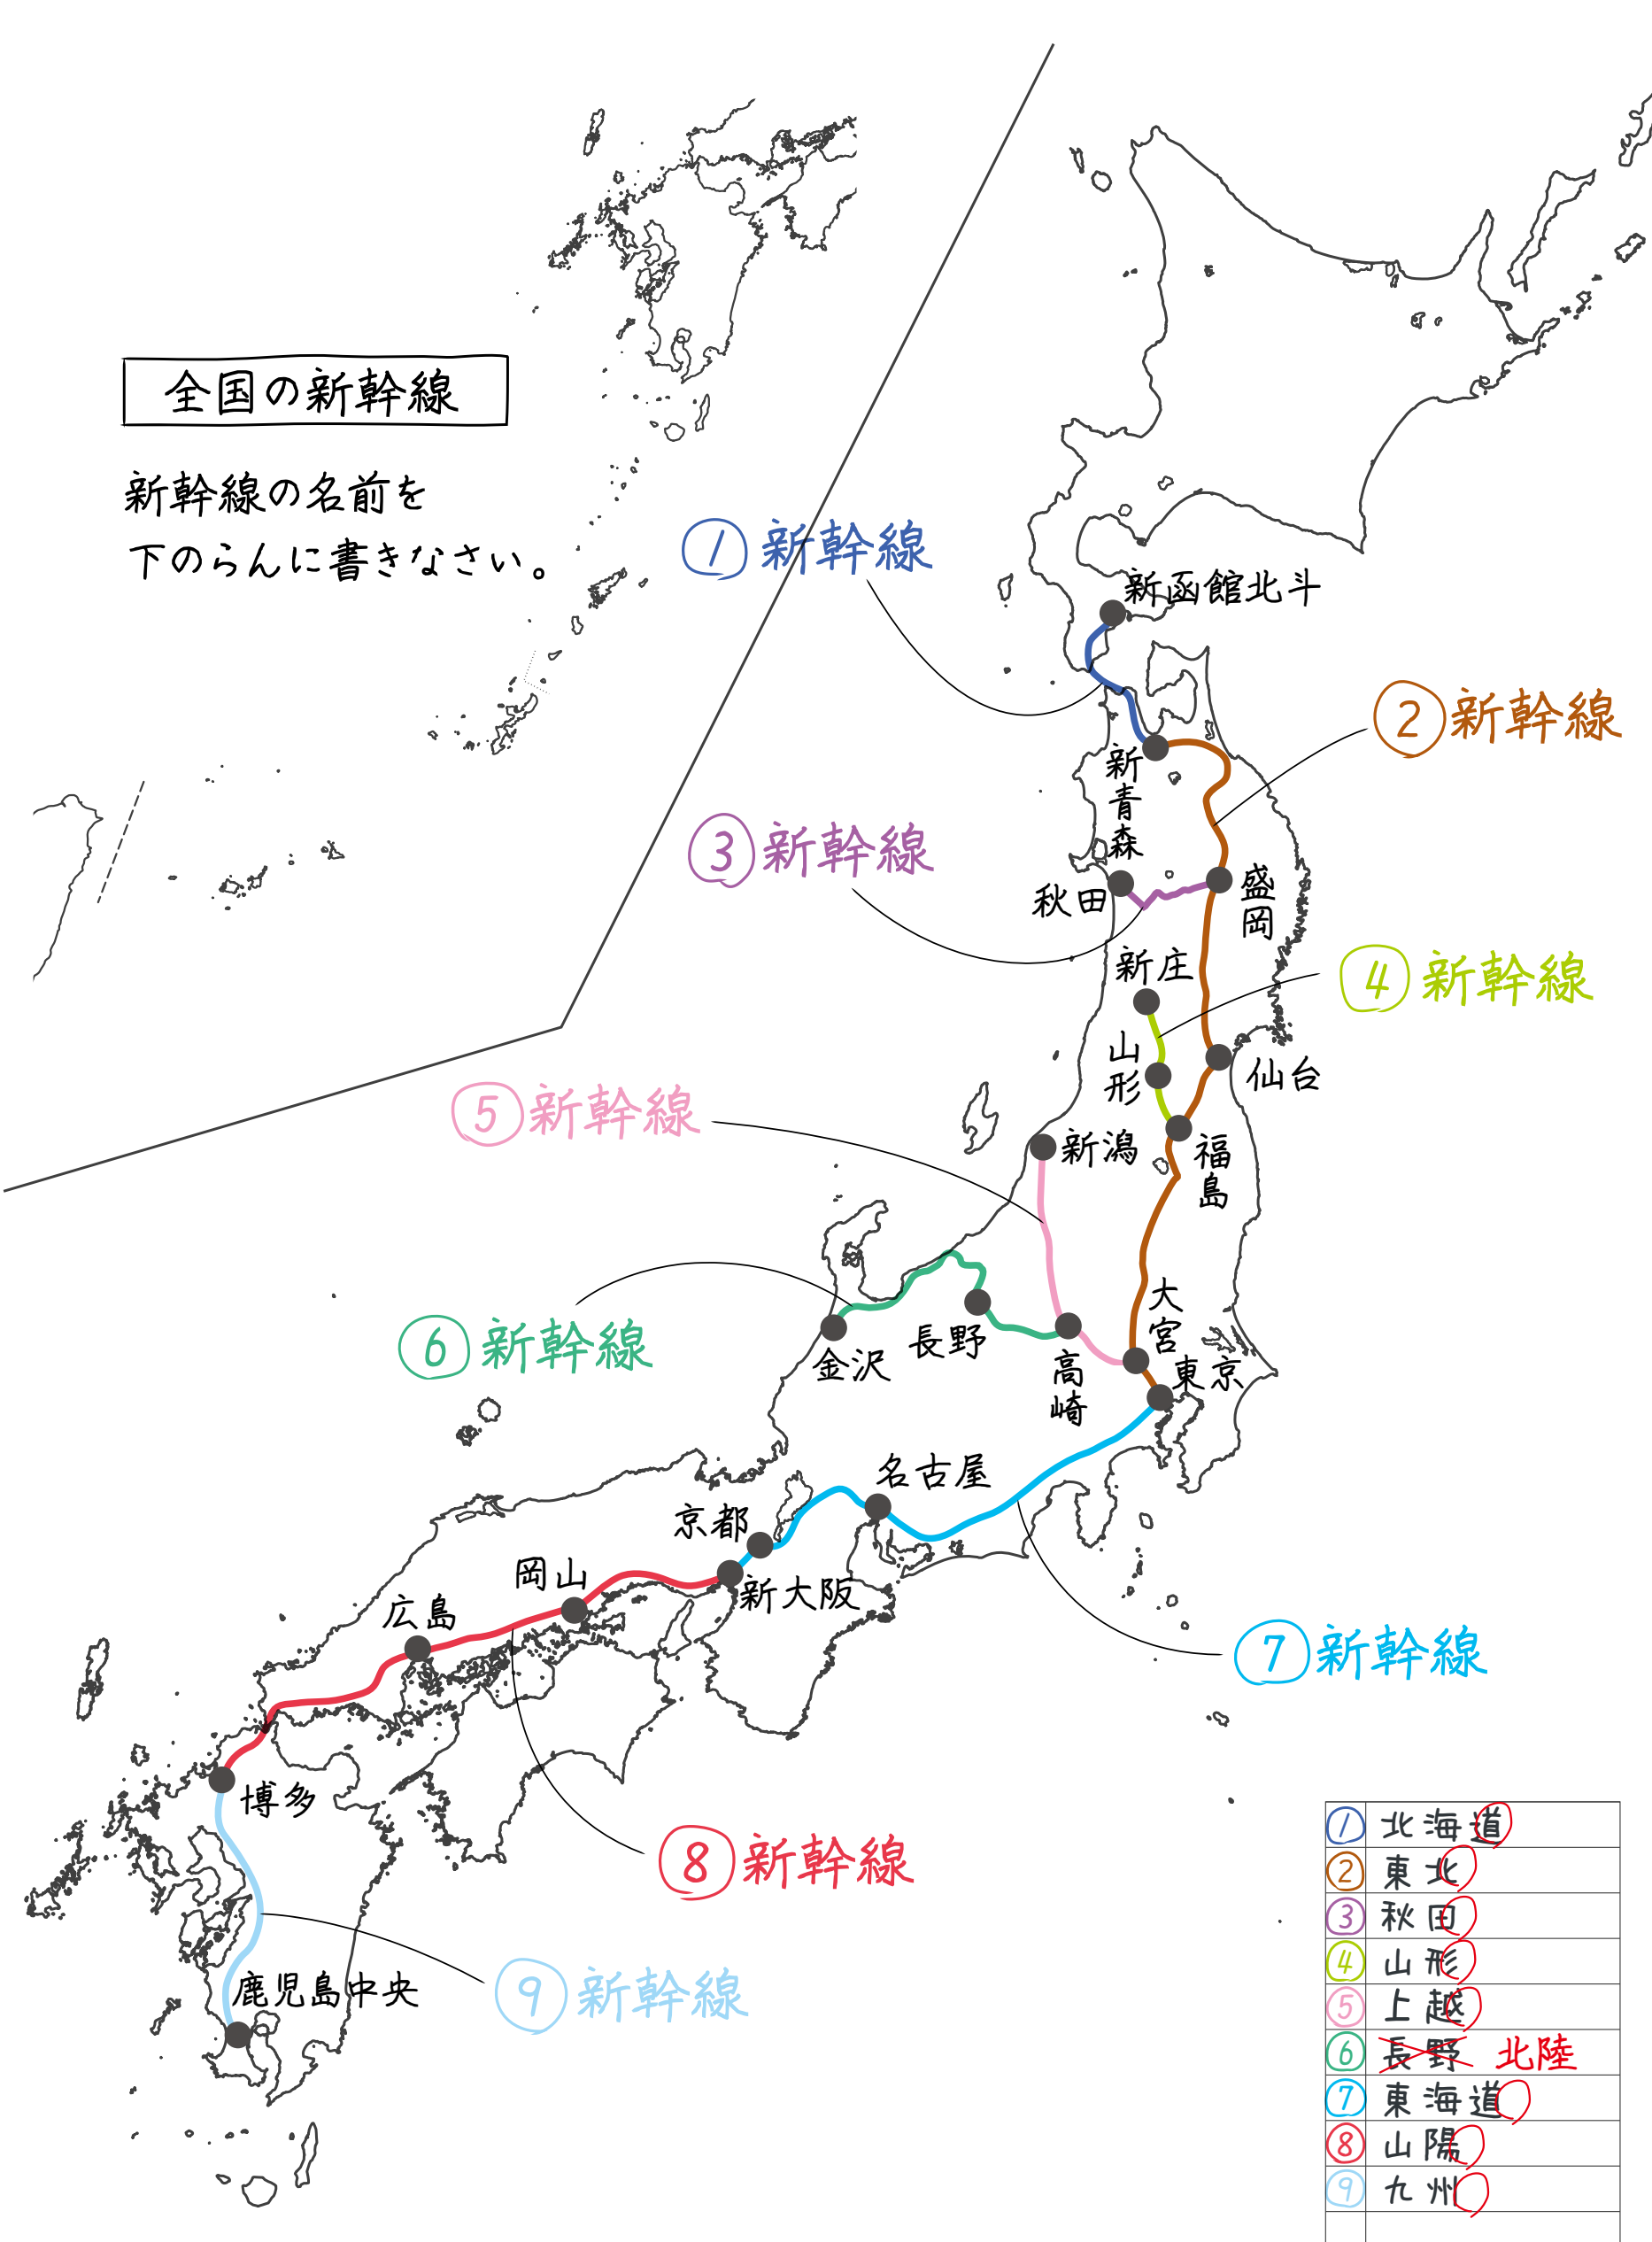 全国の新幹線
新幹線の名前を
下のらんに書きなさい。
①新幹線
新函館北斗
②新幹線
新青森
③新幹線
秋田
盛岡
新庄
④新幹線
山形
仙台
⑤新幹線
新潟
福島
⑥新幹線
金沢
長野
高崎
大宮
東京
名古屋
京都
岡山
新大阪
広島
⑦新幹線
博多
⑧新幹線
鹿児島中央
⑨新幹線
① 北海道
② 東北
③ 秋田
④ 山形
⑤ 上越
⑥ 長野 北陸
⑦ 東海道
⑧ 山陽
⑨ 九州